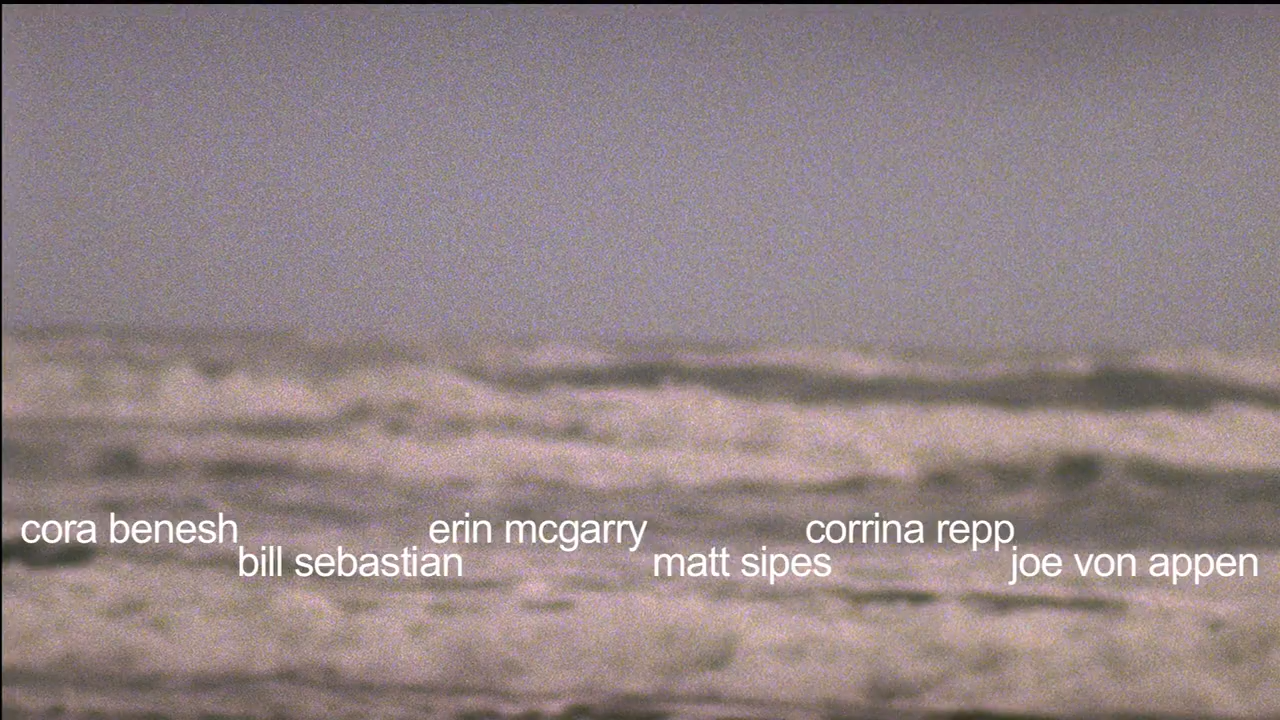 cora benesh erin mcgarry corrina repp
bill sebastian matt sipes joe von appen